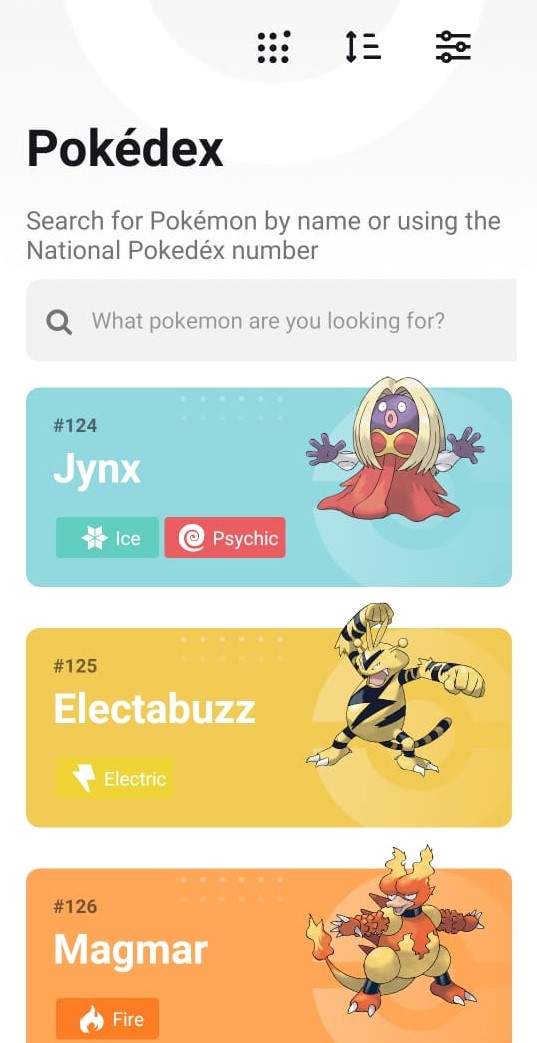 Pokédex
Search for Pokémon by name or using the
National Pokedéx number
What pokemon are you looking for?
#124
Jynx
Ice
Psychic
#125
Electabuzz
Electric
#126
Magmar
Fire